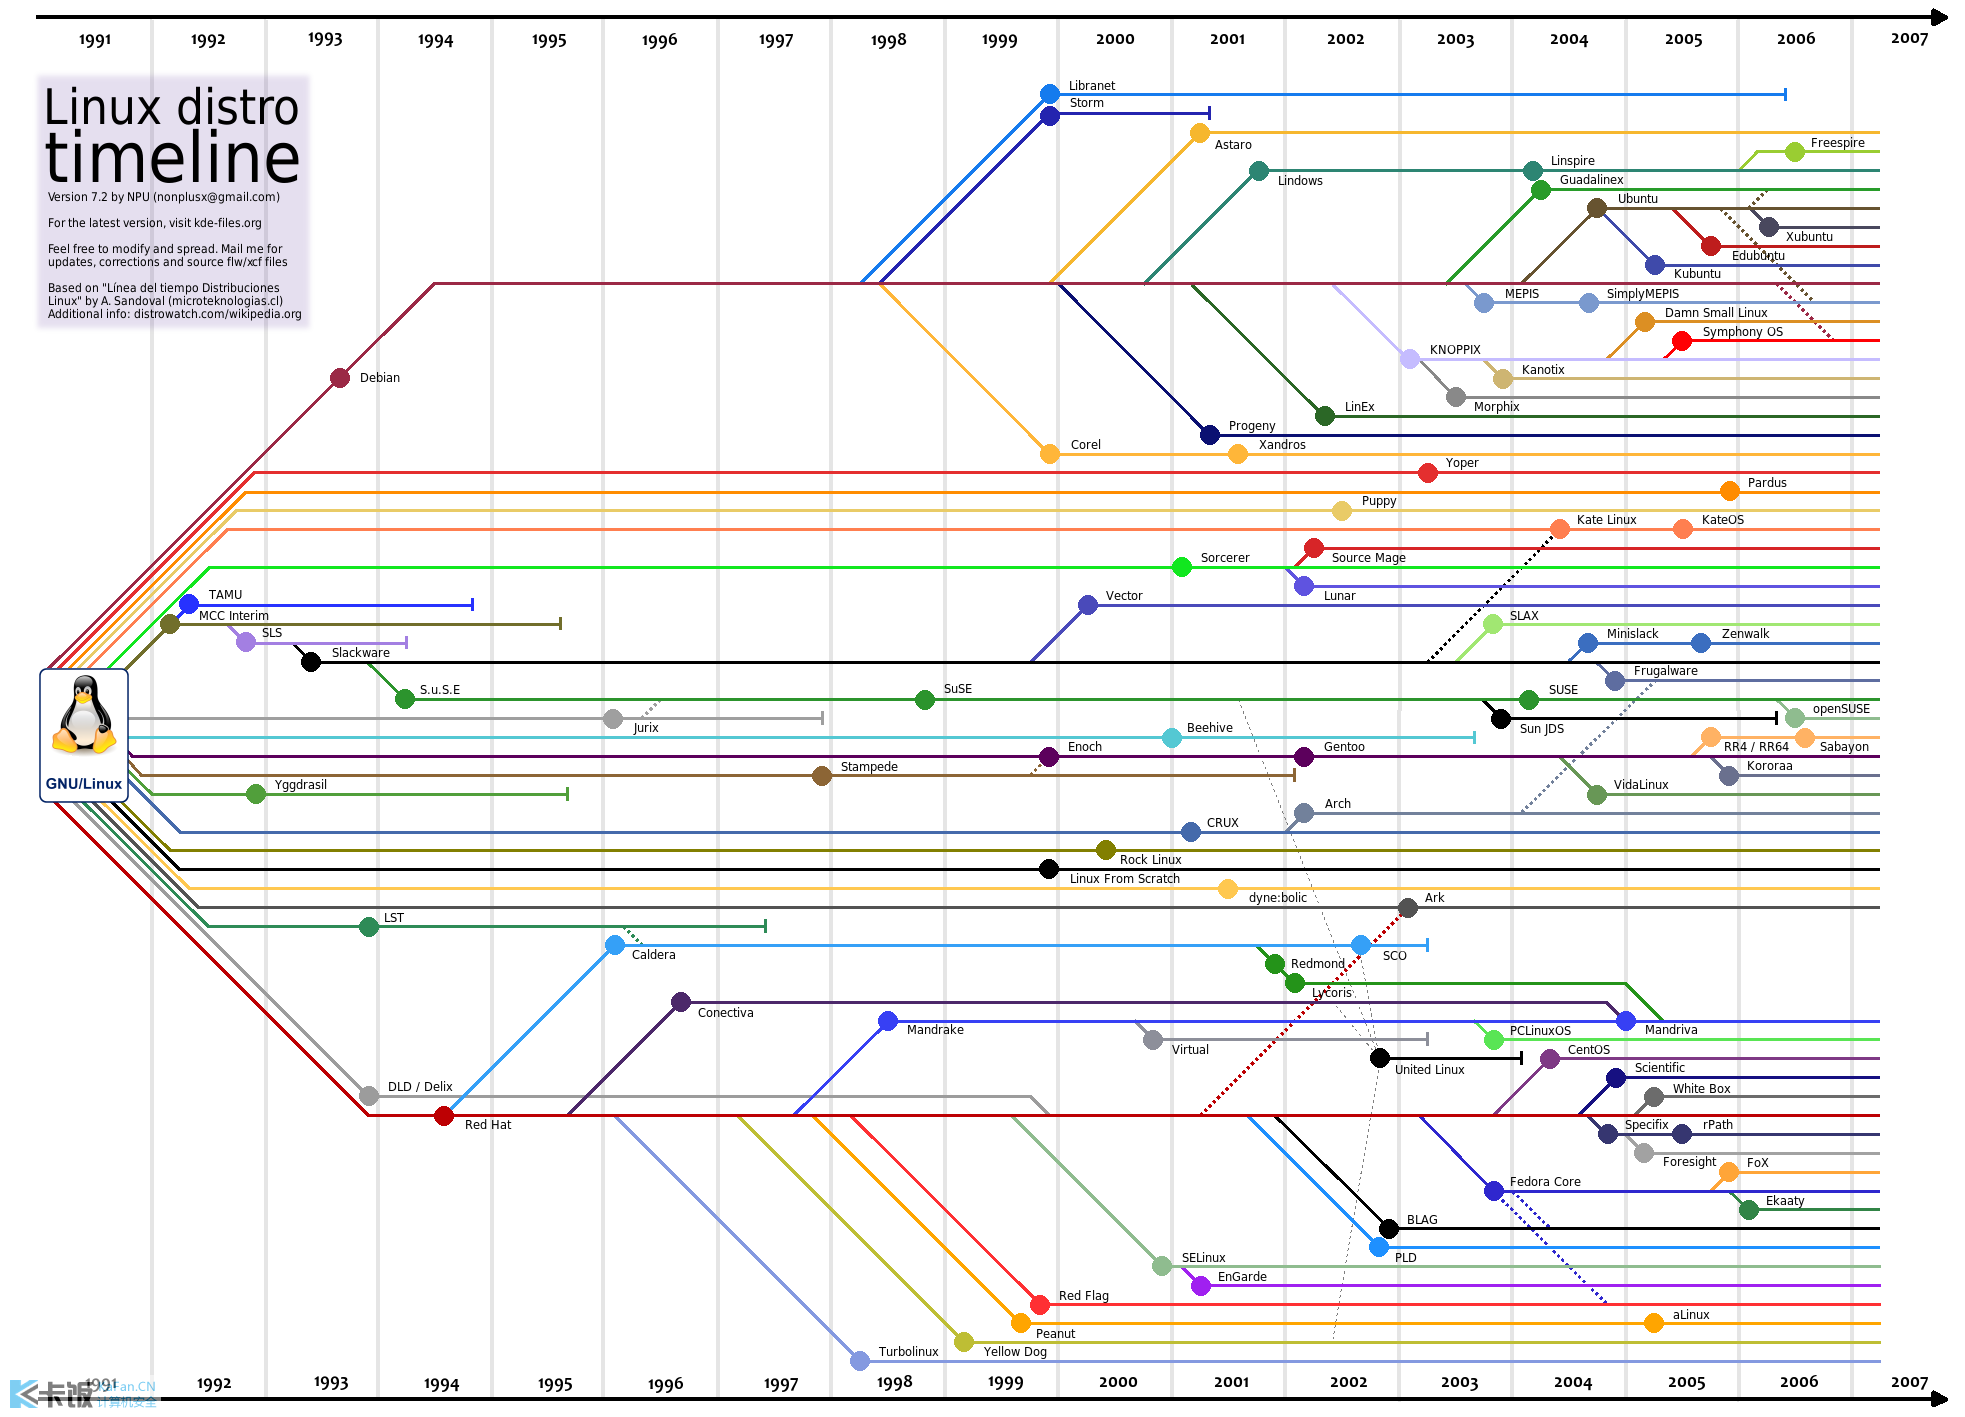 1991 1992 1993 1994 1995 1996 1997 1998 1999 2000 2001 2002 2003 2004 2005 2006 2007
Linux distro
timeline
Version 7.2 by NPU (nonplusx@gmail.com)
For the latest version, visit kde-files.org
Feel free to modify and spread. Mail me for
updates, corrections and source flw/xcf files
Based on "Línea del tiempo Distribuciones
Linux" by A. Sandoval (microteknologias.cl)
Additional info: distrowatch.com/wikipedia.org
Libranet
Storm
Astaro
Freespire
Linspire
Lindows
Guadalinex
Ubuntu
Xubuntu
Edubuntu
Kubuntu
MEPIS SimplyMEPIS
Damn Small Linux
Symphony OS
KNOPPIX
Kanotix
Debian
Morphix
LinEx
Progeny
Corel Xandros
Yoper
Pardus
Puppy
Kate Linux KateOS
Source Mage
Sorcerer
Lunar
TAMU
Vector
MCC Interim
SLAX
SLS
Minislack Zenwalk
Slackware
Frugalware
S.u.S.E SuSE SUSE
openSUSE
Jurix
Sun JDS
Beehive
RR4 / RR64 Sabayon
Enoch Gentoo
Kororaa
Stampede
GNU/Linux
Yggdrasil
VidaLinux
Arch
CRUX
Rock Linux
Linux From Scratch
dyne:bolic
Ark
LST
Caldera
SCO
Redmond
Lycoris
Conectiva
Mandrake
Mandriva
PCLinuxOS
Virtual
CentOS
United Linux
Scientific
DLD / Delix
White Box
Red Hat
Specifix rPath
Foresight
FoX
Fedora Core
Ekaaty
BLAG
PLD
SELinux
EnGarde
Red Flag
aLinux
Peanut
Yellow Dog
Turbolinux
1991 1992 1993 1994 1995 1996 1997 1998 1999 2000 2001 2002 2003 2004 2005 2006 2007
卡饭 KaFan.CN
计算机安全